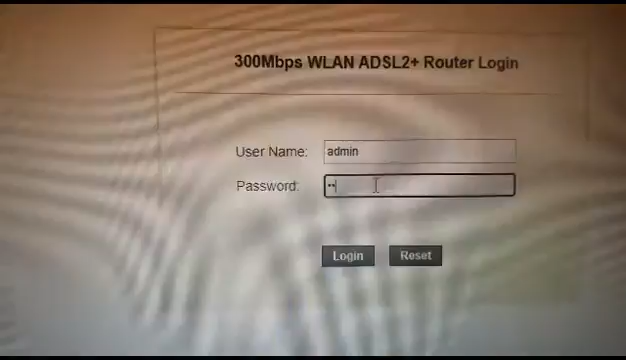 300Mbps WLAN ADSL2+ Router Login
User Name: admin
Password: ••
Login Reset